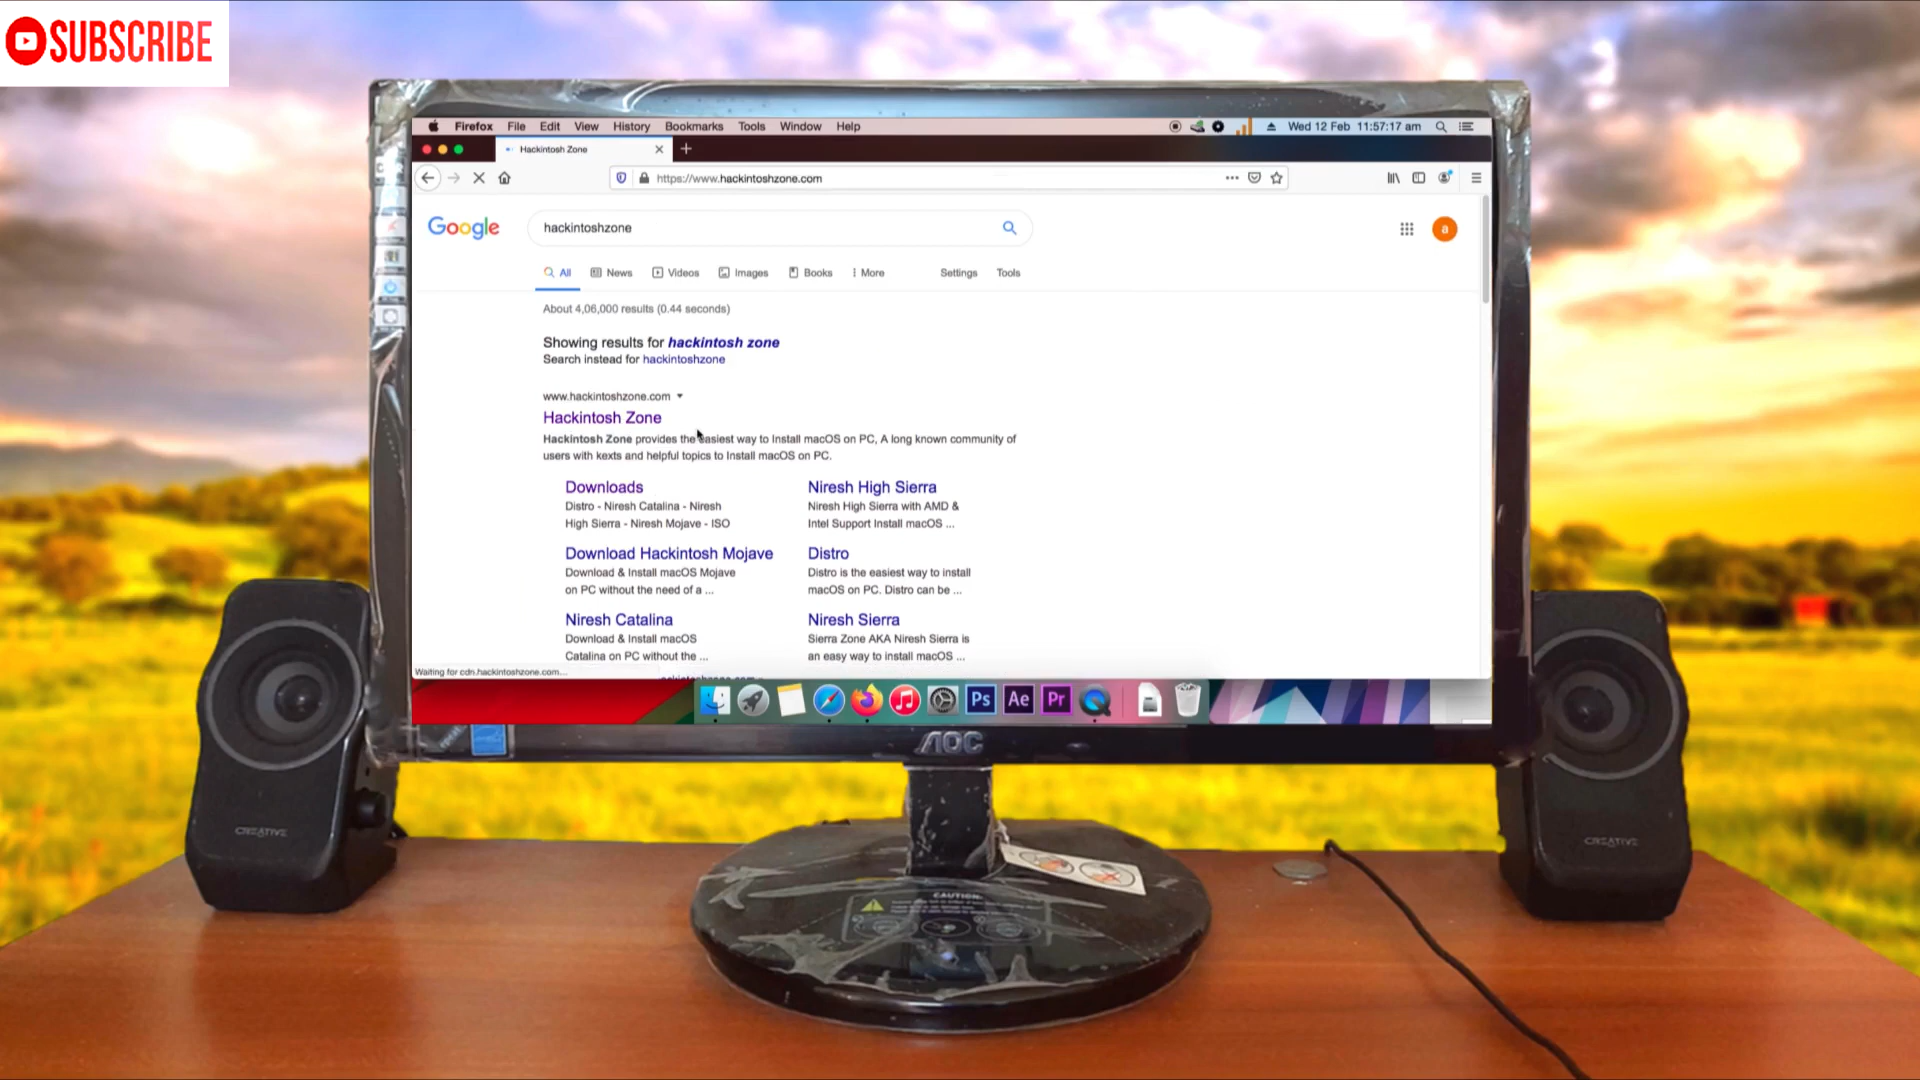 SUBSCRIBE
Firefox File Edit View History Bookmarks Tools Window Help
Wed 12 Feb 11:57:17 am
Hackintosh Zone
https://www.hackintoshzone.com
Google
hackintoshzone
a
All News Videos Images Books More Settings Tools
About 4,06,000 results (0.44 seconds)
Showing results for hackintosh zone
Search instead for hackintoshzone
www.hackintoshzone.com
Hackintosh Zone
Hackintosh Zone provides the easiest way to Install macOS on PC, A long known community of
users with kexts and helpful topics to Install macOS on PC.
Downloads
Distro - Niresh Catalina - Niresh
High Sierra - Niresh Mojave - ISO
Niresh High Sierra
Niresh High Sierra with AMD &
Intel Support Install macOS ...
Download Hackintosh Mojave
Download & Install macOS Mojave
on PC without the need of a ...
Distro
Distro is the easiest way to install
macOS on PC. Distro can be ...
Niresh Catalina
Download & Install macOS
Catalina on PC without the ...
Niresh Sierra
Sierra Zone AKA Niresh Sierra is
an easy way to install macOS ...
Waiting for cdn.hackintoshzone.com...
Ps Ae Pr
AOC
CREATIVE
CREATIVE
CAUTION